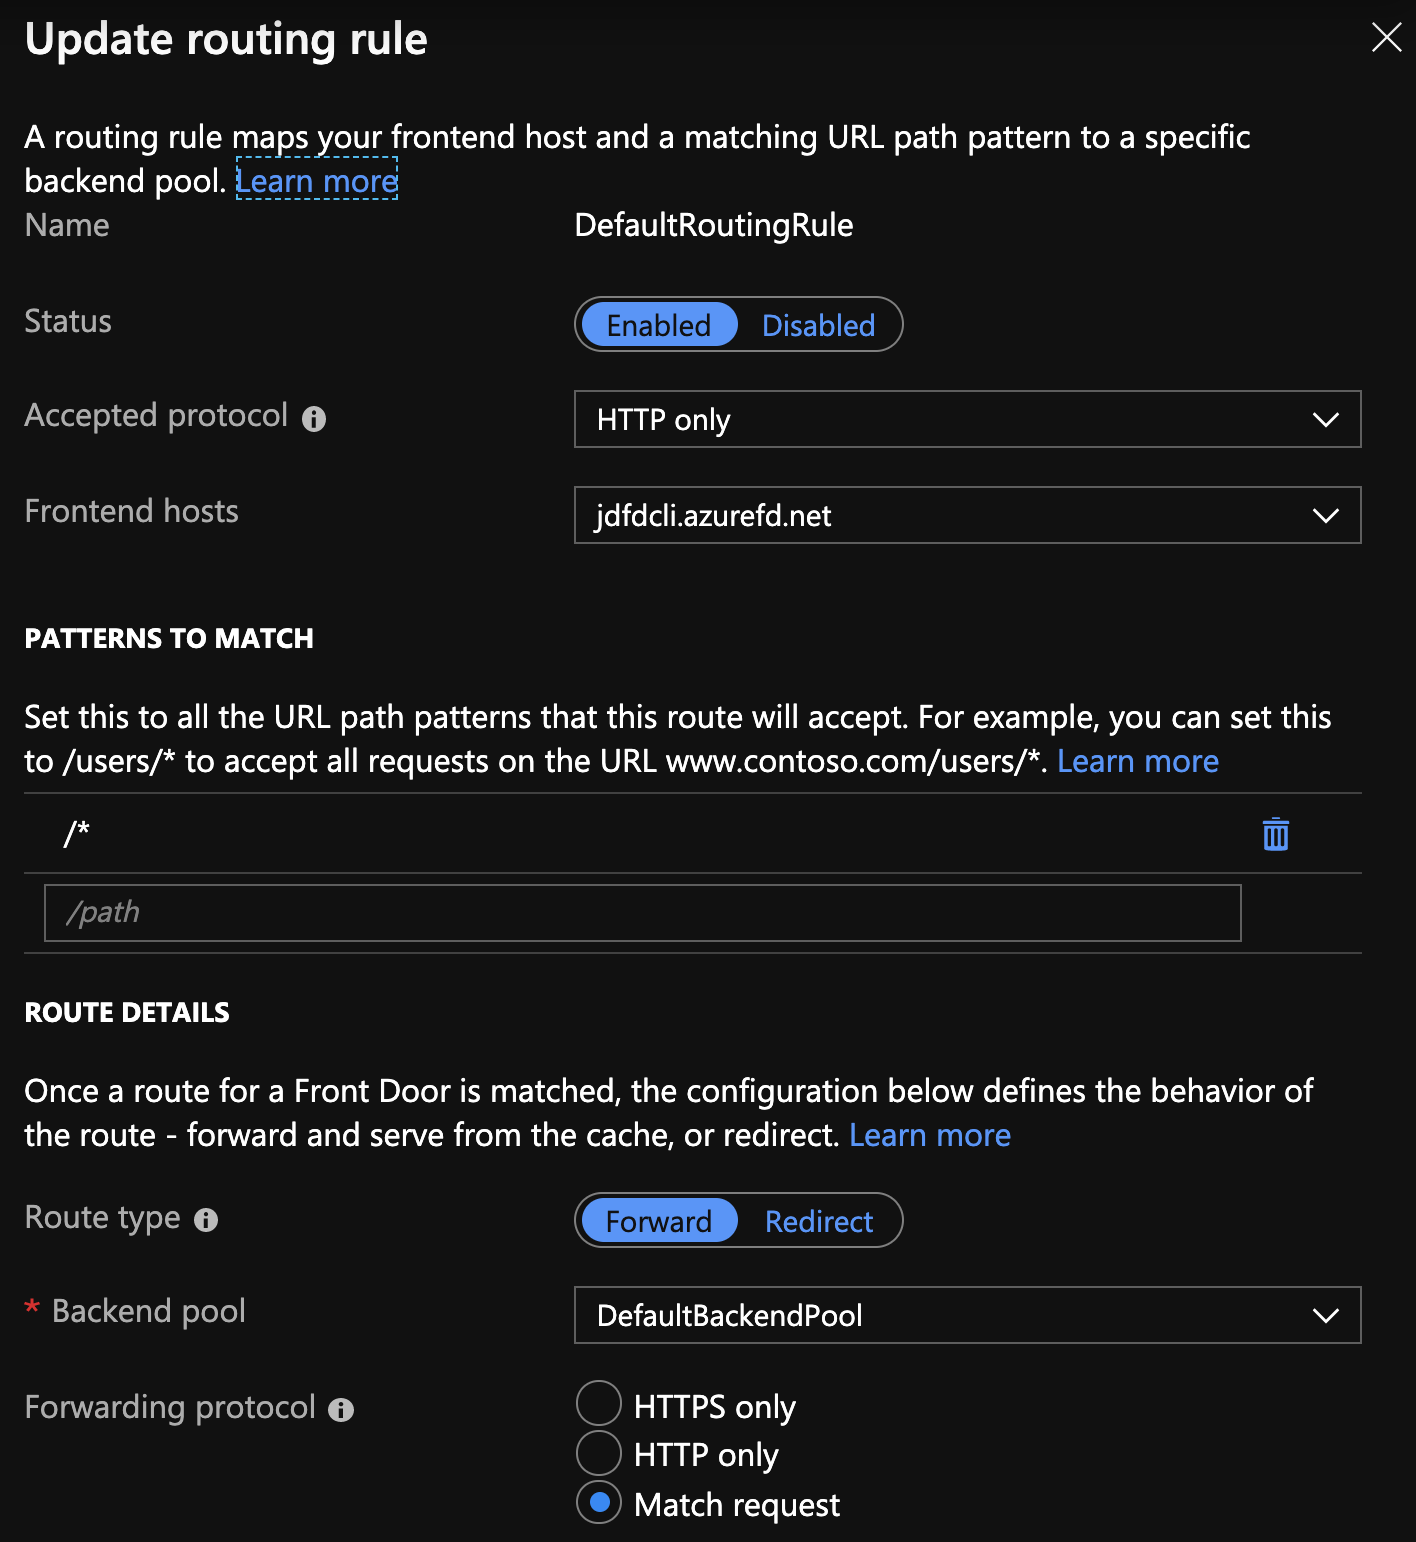 Update routing rule
A routing rule maps your frontend host and a matching URL path pattern to a specific
backend pool. Learn more
Name DefaultRoutingRule
Status Enabled Disabled
Accepted protocol HTTP only
Frontend hosts jdfdcli.azurefd.net
PATTERNS TO MATCH
Set this to all the URL path patterns that this route will accept. For example, you can set this
to /users/* to accept all requests on the URL www.contoso.com/users/*. Learn more
/*
/path
ROUTE DETAILS
Once a route for a Front Door is matched, the configuration below defines the behavior of
the route - forward and serve from the cache, or redirect. Learn more
Route type Forward Redirect
* Backend pool DefaultBackendPool
Forwarding protocol HTTPS only
HTTP only
Match request